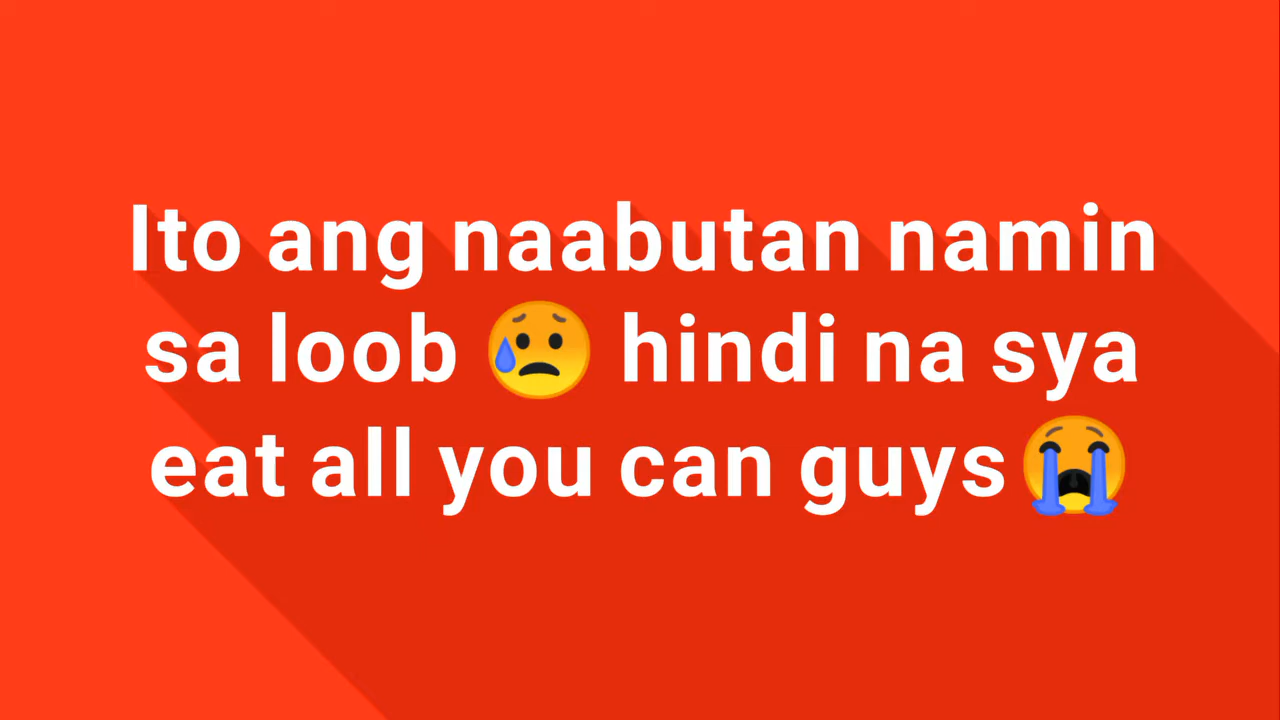 Ito ang naabutan namin
sa loob 😥 hindi na sya
eat all you can guys 😭